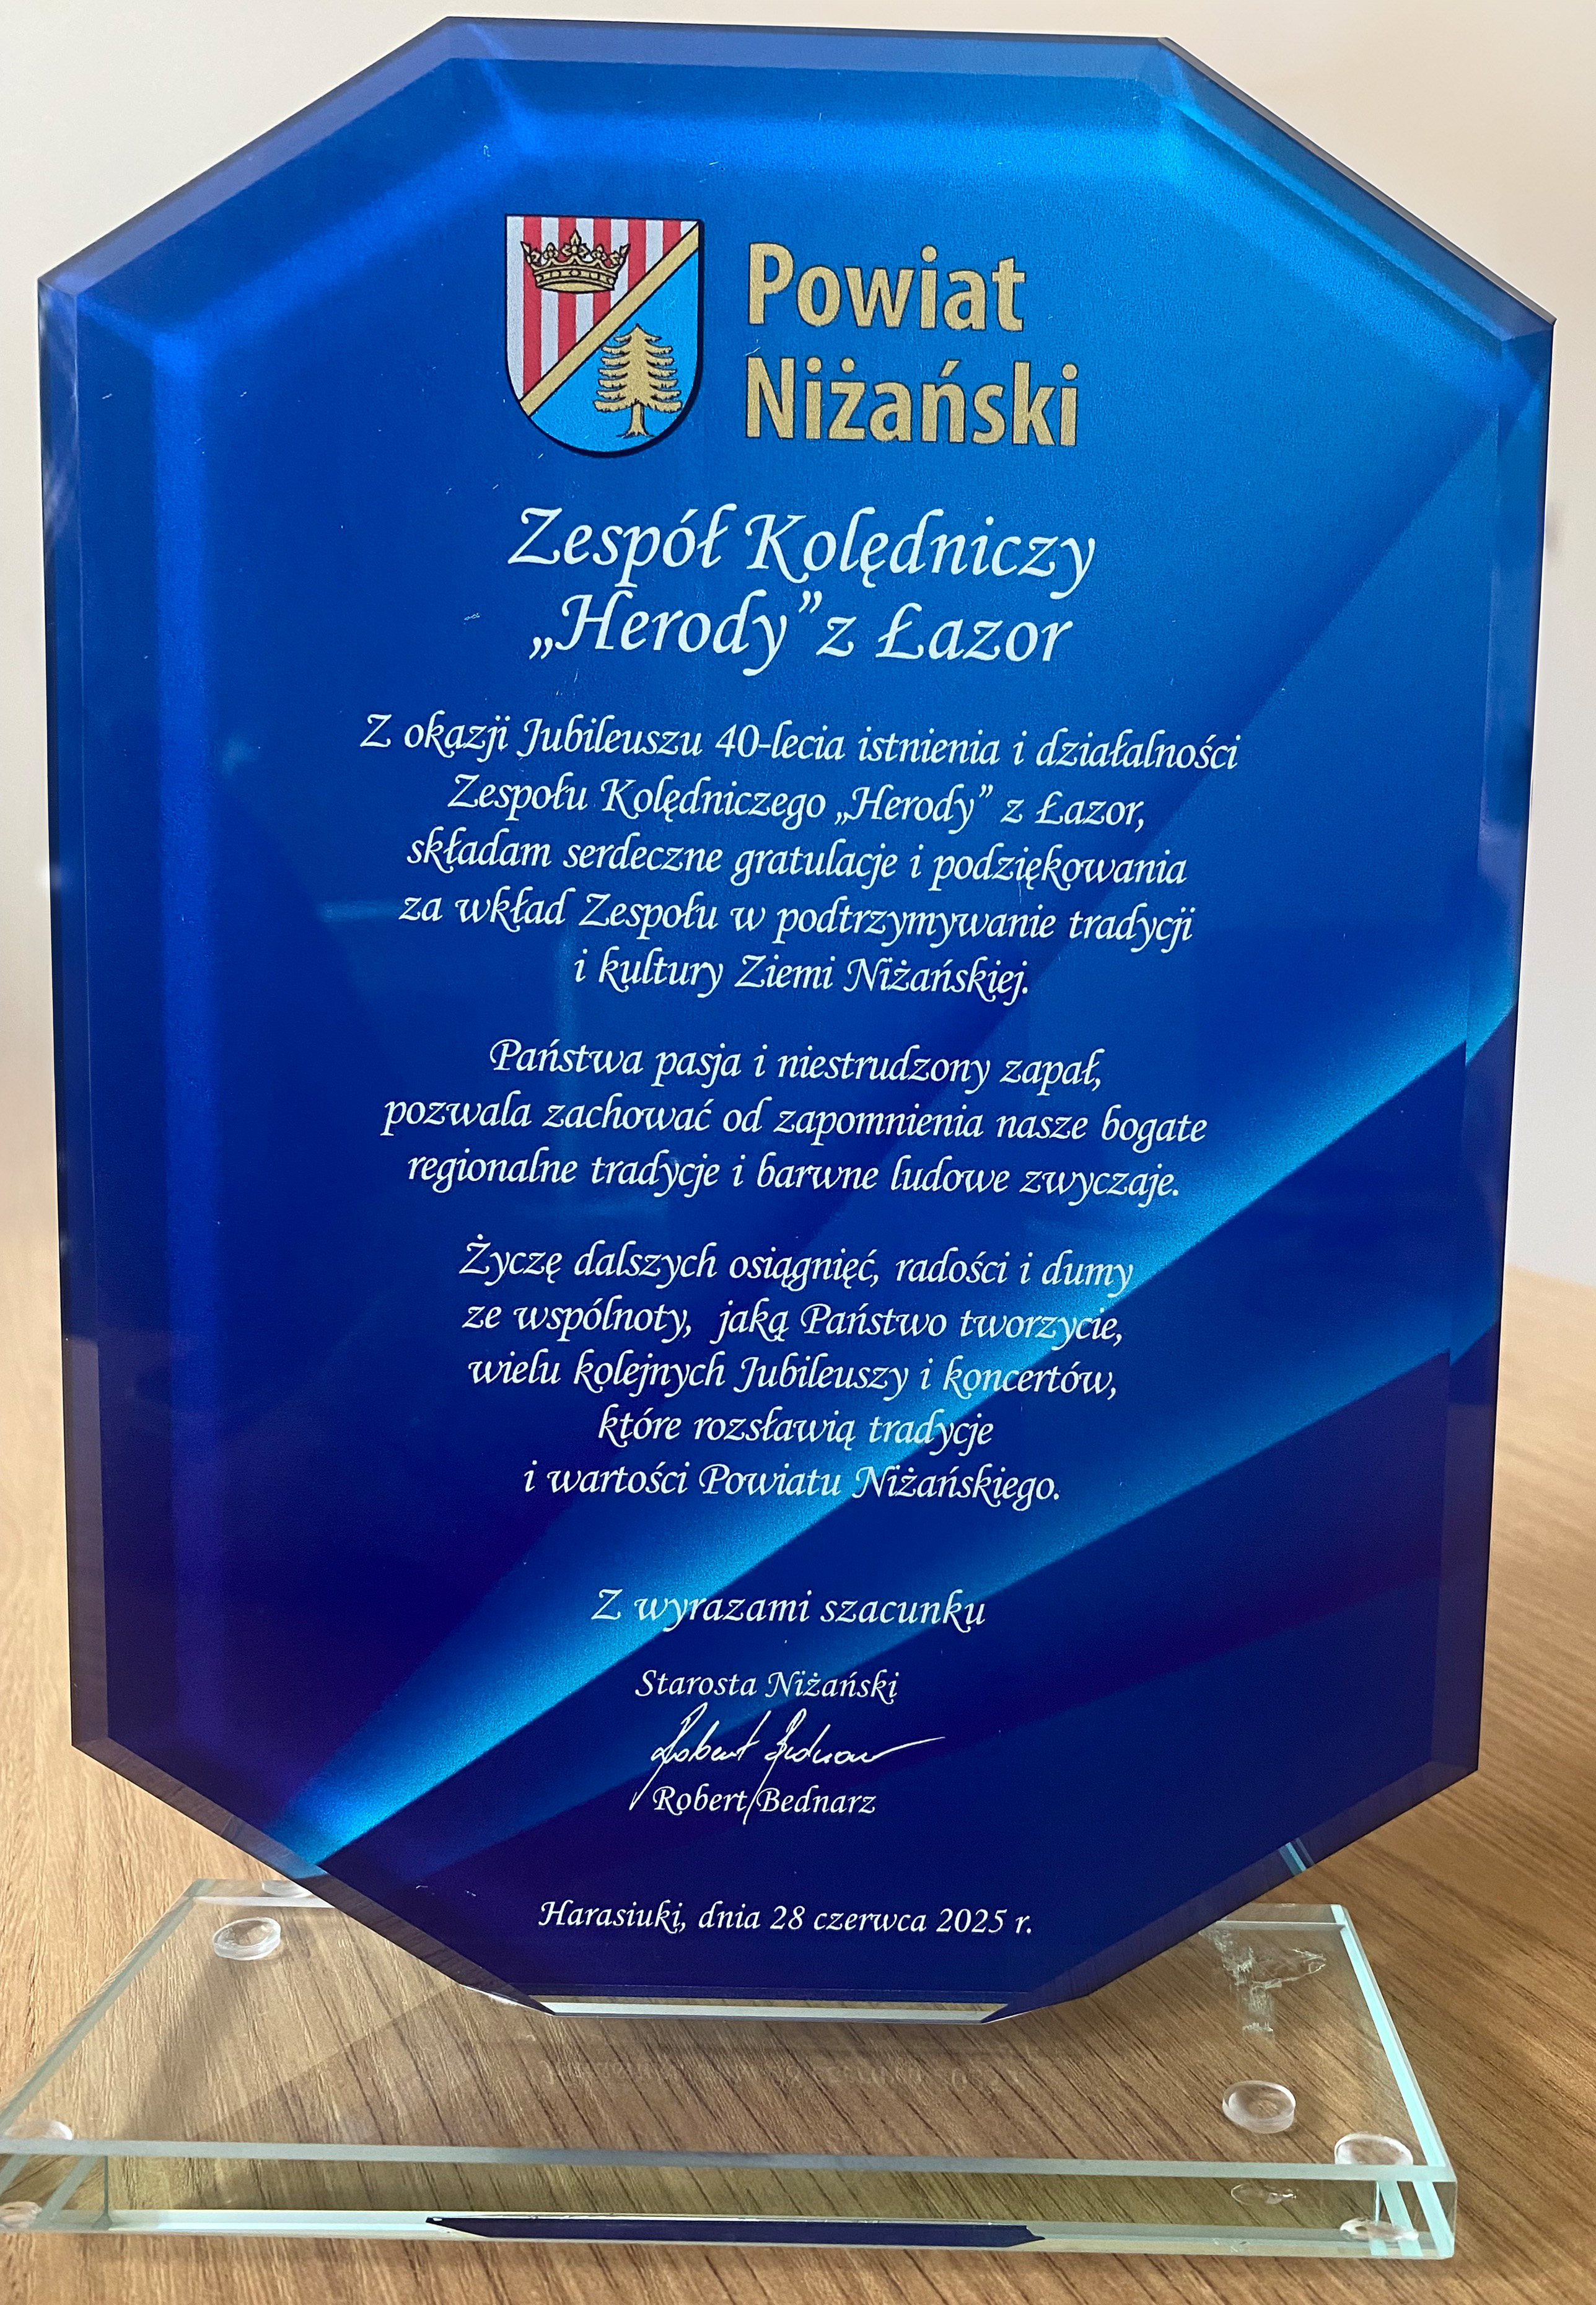 Powiat
Niżański
Zespół Kolędniczy
„Herody” z Łazor
Z okazji Jubileuszu 40-lecia istnienia i działalności
Zespołu Kolędniczego „Herody” z Łazor,
składam serdeczne gratulacje i podziękowania
za wkład Zespołu w podtrzymywanie tradycji
i kultury Ziemi Niżańskiej.
Państwa pasja i niestrudzony zapał,
pozwala zachować od zapomnienia nasze bogate
regionalne tradycje i barwne ludowe zwyczaje.
Życzę dalszych osiągnięć, radości i dumy
ze wspólnoty, jaką Państwo tworzycie,
wielu kolejnych Jubileuszy i koncertów,
które rozsławią tradycje
i wartości Powiatu Niżańskiego.
Z wyrazami szacunku
Starosta Niżański
Robert Bednarz
Robert Bednarz
Harasiuki, dnia 28 czerwca 2025 r.